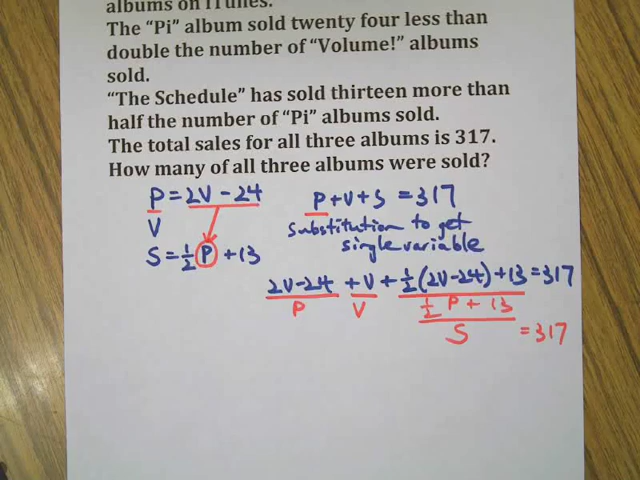 albums on iTunes.
The "Pi" album sold twenty four less than
double the number of "Volume!" albums
sold.
"The Schedule" has sold thirteen more than
half the number of "Pi" albums sold.
The total sales for all three albums is 317.
How many of all three albums were sold?
P = 2V - 24
V
S = ½ P + 13
P + V + S = 317
Substitution to get
single variable
2V - 24 + V + ½(2V - 24) + 13 = 317
P V ½ P + 13
S = 317